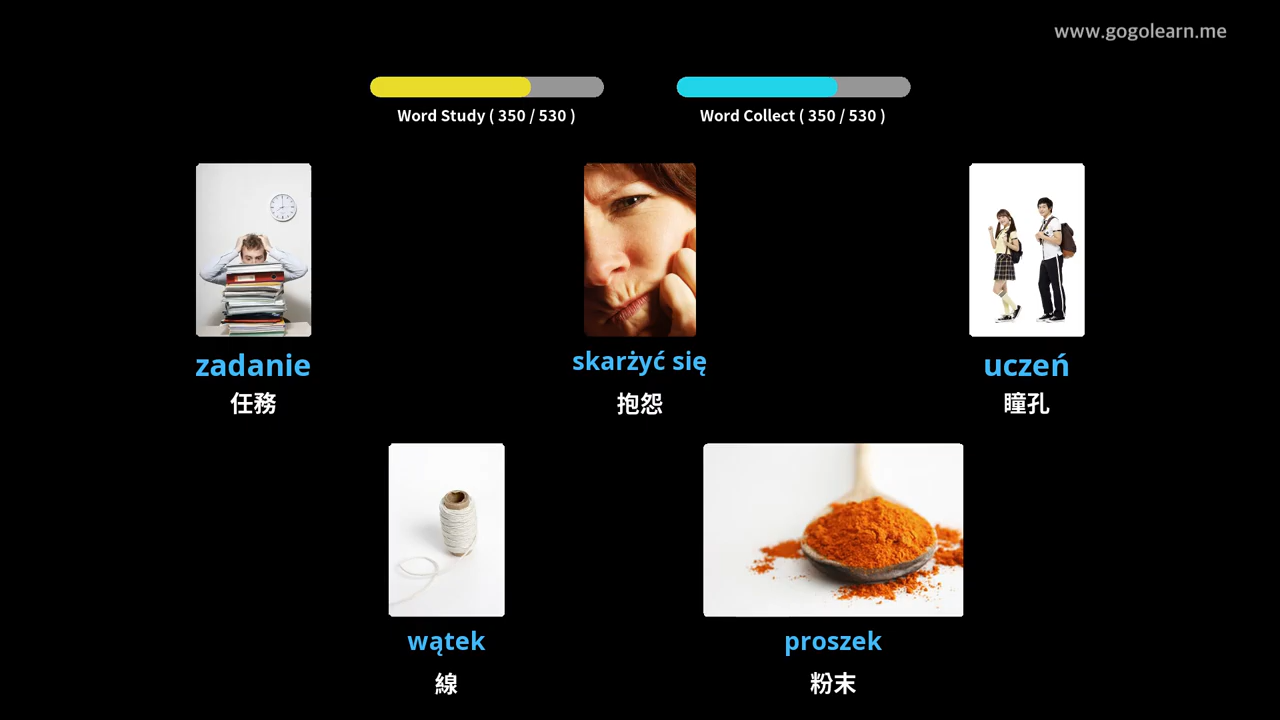 www.gogolearn.me
Word Study ( 350 / 530 )
Word Collect ( 350 / 530 )
zadanie
任務
skarżyć się
抱怨
uczeń
瞳孔
wątek
線
proszek
粉末